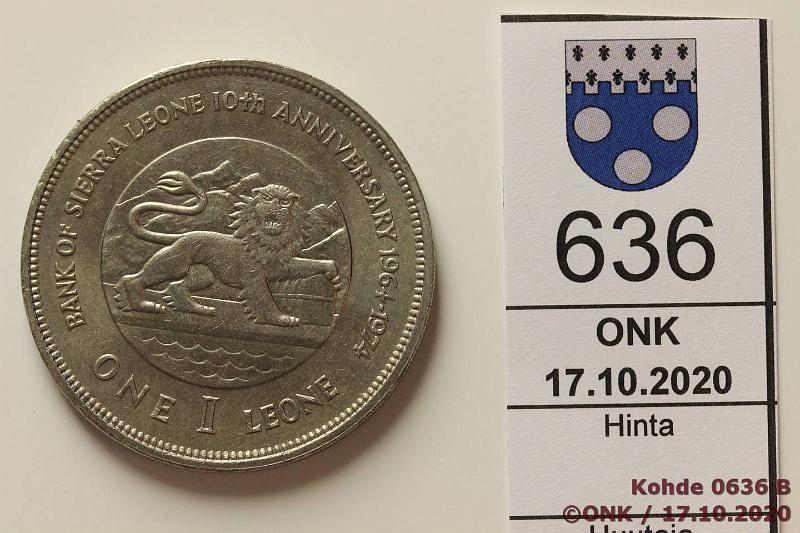 BANK OF SIERRA LEONE 10th ANNIVERSARY 1964-1974
ONE I LEONE
636
ONK
17.10.2020
Hinta
Kohde 0636 B
©ONK / 17.10.2020
Huutaja